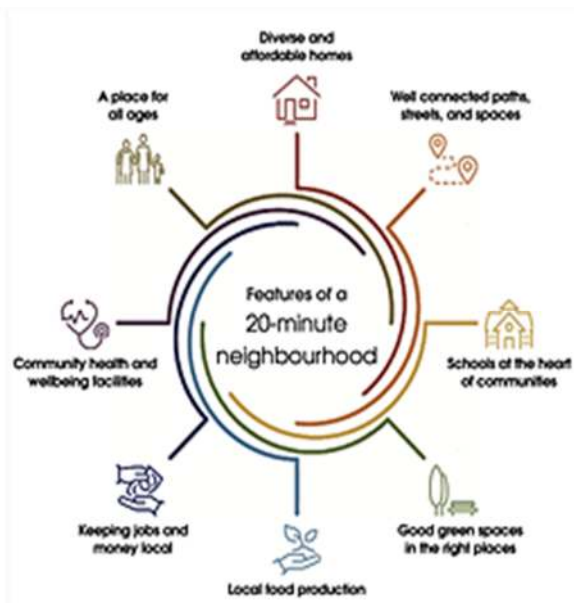 Diverse and
affordable homes
Well connected paths,
streets, and spaces
Schools at the heart
of communities
Good green spaces
in the right places
Local food production
Keeping jobs and
money local
Community health and
wellbeing facilities
A place for
all ages
Features of a
20-minute
neighbourhood